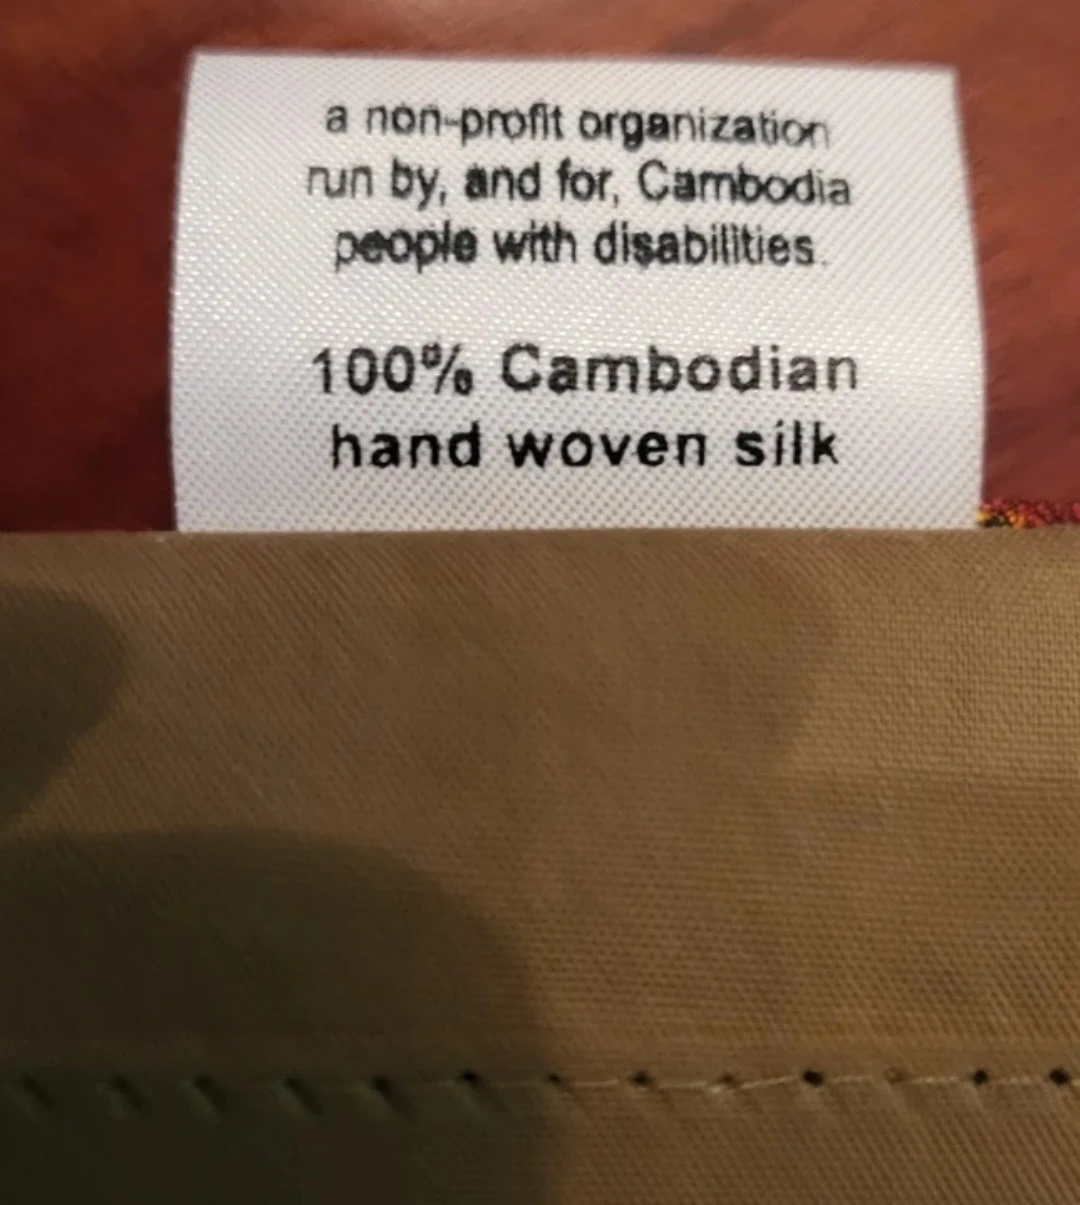 a non-profit organization
run by, and for, Cambodia
people with disabilities.
100% Cambodian
hand woven silk